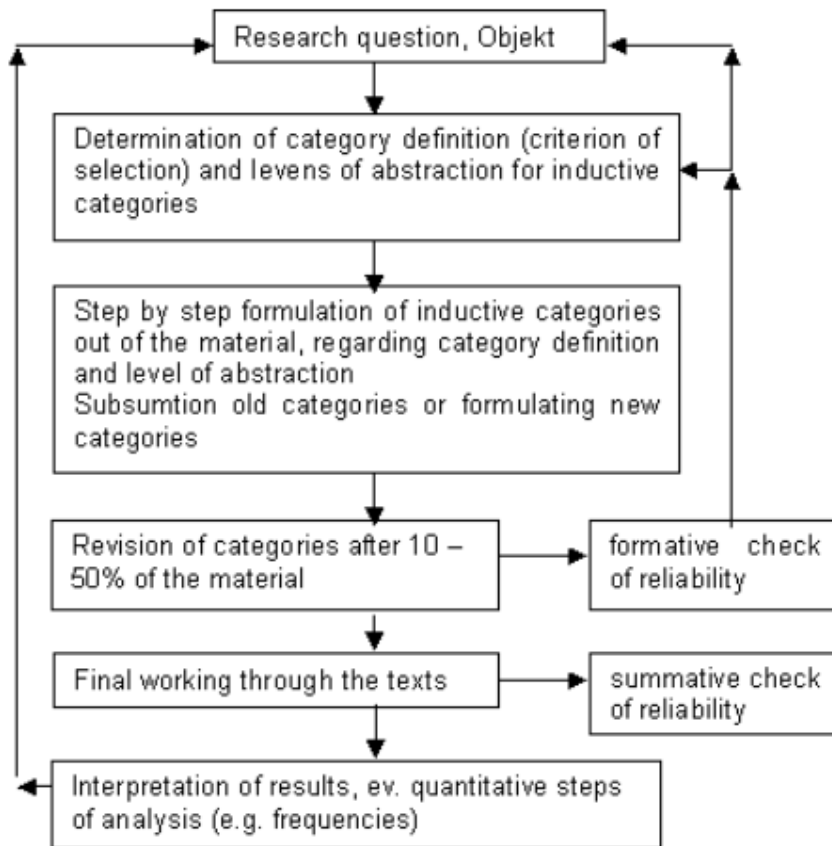 Research question, Objekt
Determination of category definition (criterion of
selection) and levens of abstraction for inductive
categories
Step by step formulation of inductive categories
out of the material, regarding category definition
and level of abstraction
Subsumtion old categories or formulating new
categories
Revision of categories after 10 –
50% of the material
formative check
of reliability
Final working through the texts
summative check
of reliability
Interpretation of results, ev. quantitative steps
of analysis (e.g. frequencies)